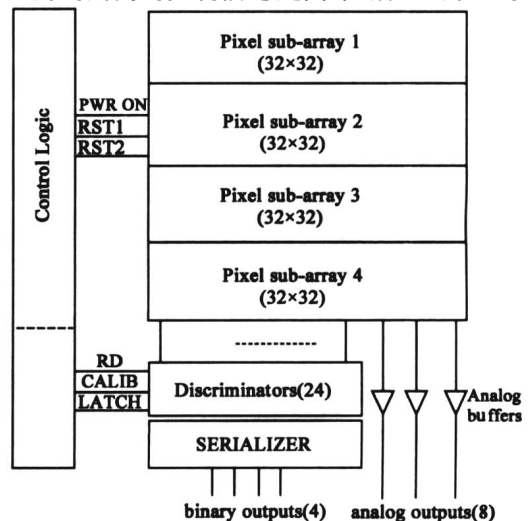 Pixel sub-array 1
(32×32)
PWR ON
RST1
RST2
Pixel sub-array 2
(32×32)
Control Logic
Pixel sub-array 3
(32×32)
Pixel sub-array 4
(32×32)
RD
CALIB
LATCH
Discriminators(24)
Analog
buffers
SERIALIZER
binary outputs(4)
analog outputs(8)